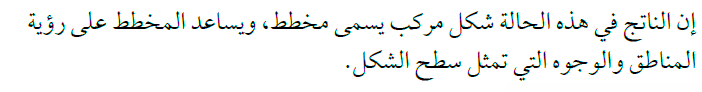 إن الناتج في هذه الحالة شكل مركب يسمى مخطط، ويساعد المخطط على رؤية
المناطق والوجوه التي تمثل سطح الشكل.